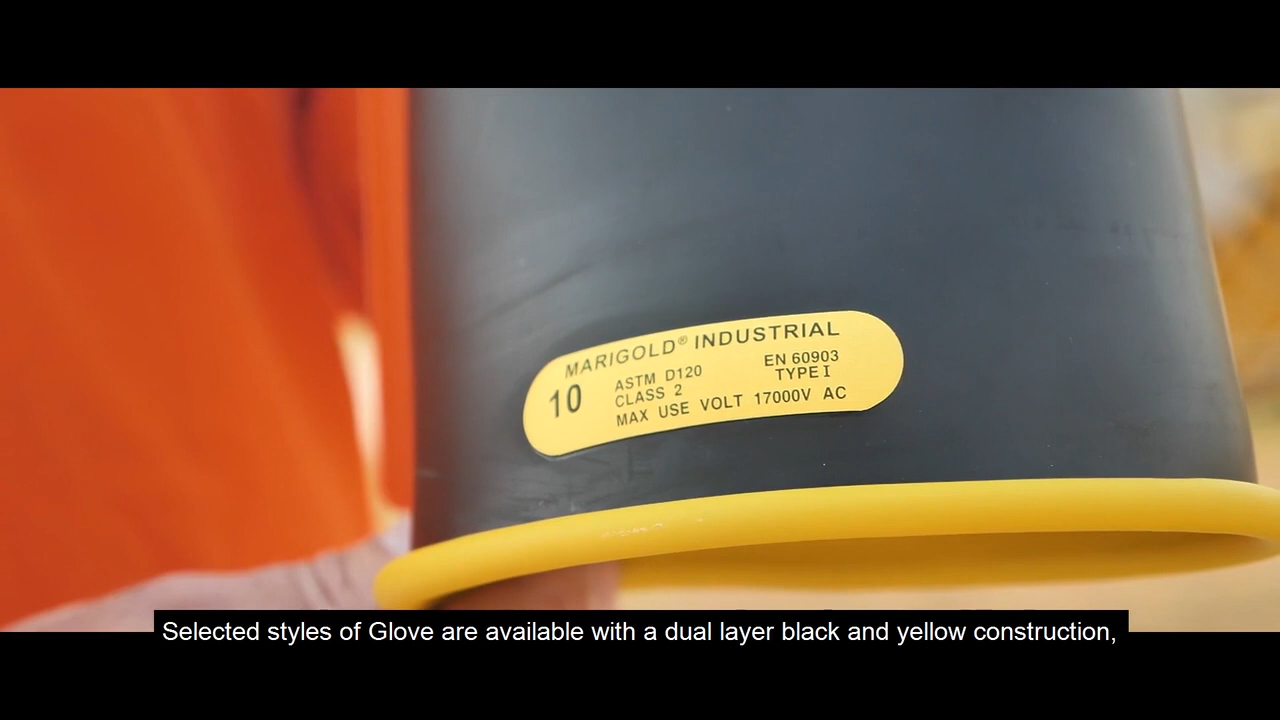 MARIGOLD® INDUSTRIAL
10
ASTM D120
CLASS 2
EN 60903
TYPE I
MAX USE VOLT 17000V AC
Selected styles of Glove are available with a dual layer black and yellow construction,